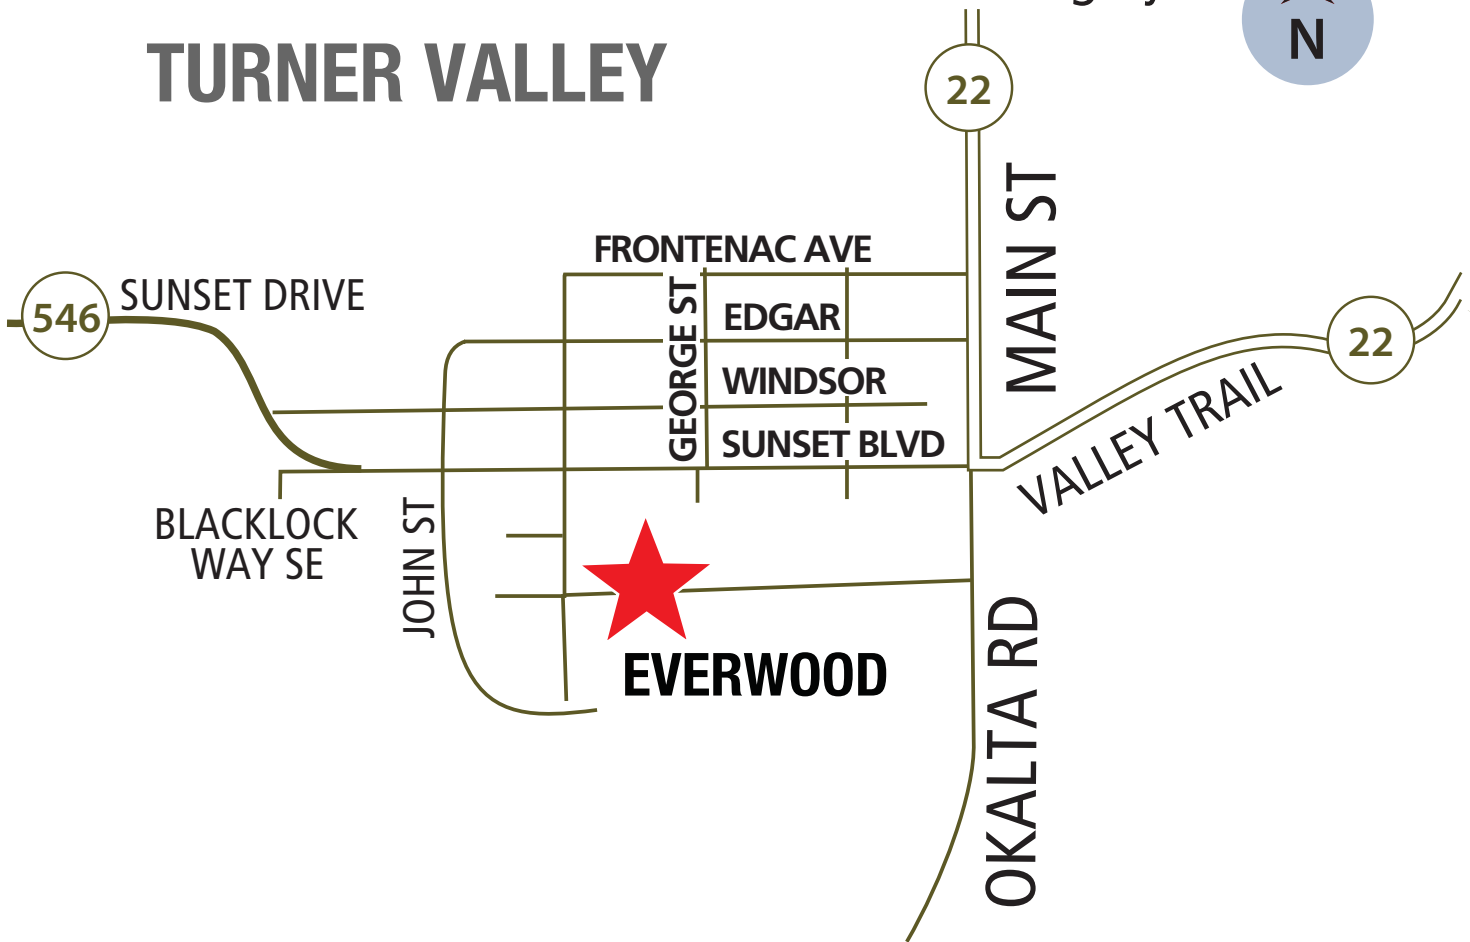 TURNER VALLEY
N
22
MAIN ST
FRONTENAC AVE
546
SUNSET DRIVE
GEORGE ST
EDGAR
22
WINDSOR
VALLEY TRAIL
SUNSET BLVD
BLACKLOCK
WAY SE
JOHN ST
EVERWOOD
OKALTA RD